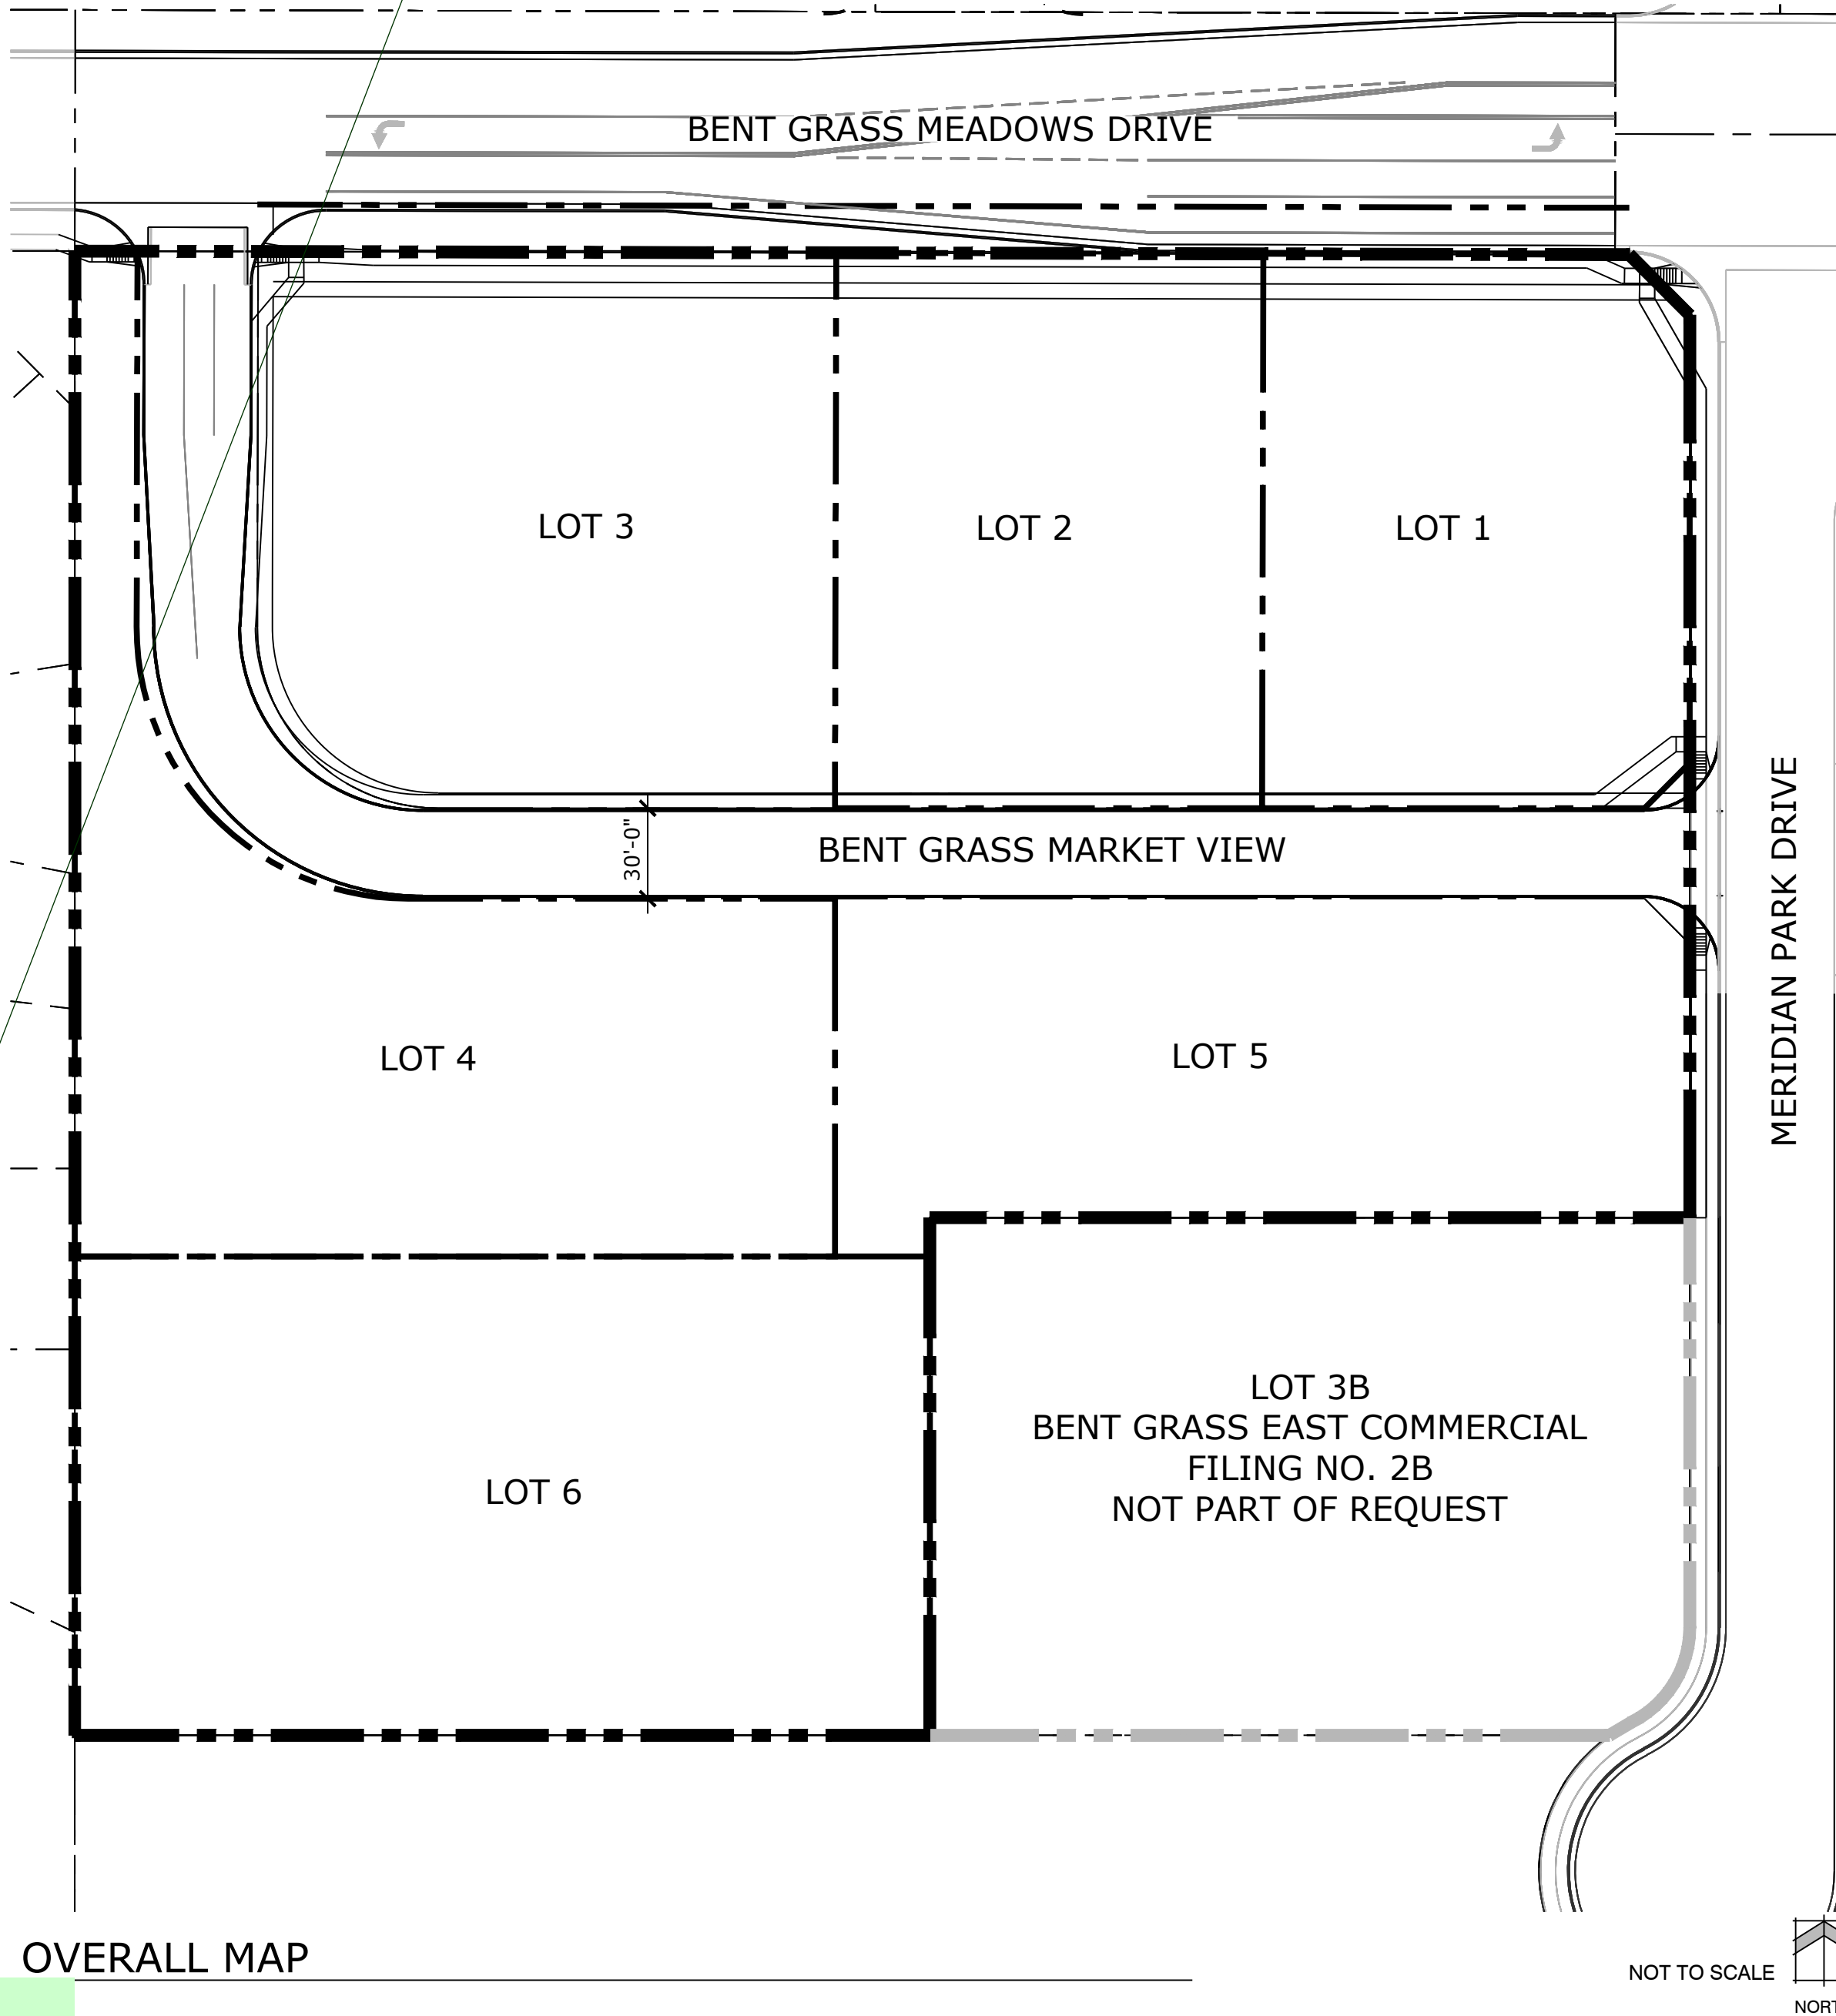 BENT GRASS MEADOWS DRIVE
LOT 3
LOT 2
LOT 1
30'-0"
BENT GRASS MARKET VIEW
MERIDIAN PARK DRIVE
LOT 4
LOT 5
LOT 3B
BENT GRASS EAST COMMERCIAL
FILING NO. 2B
NOT PART OF REQUEST
LOT 6
OVERALL MAP
NOT TO SCALE
NORT